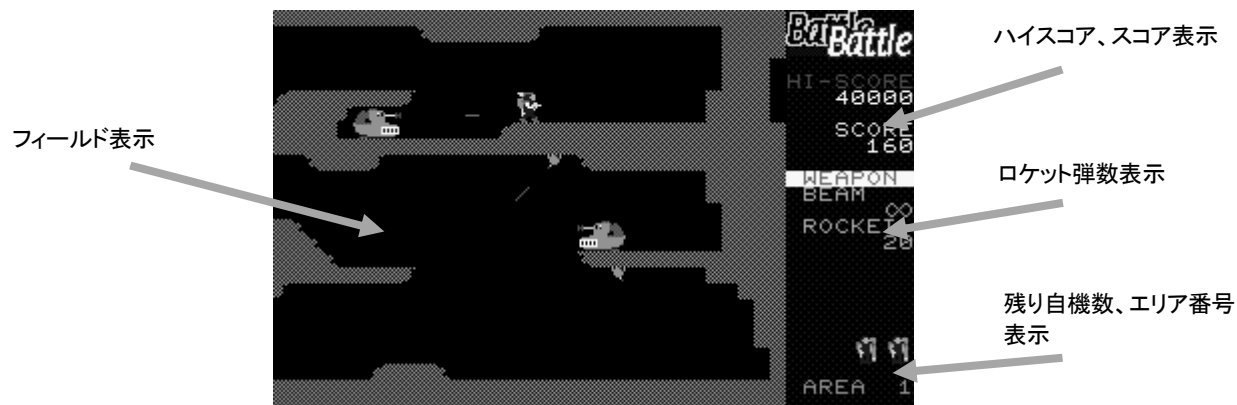 フィールド表示
Battle
Battle
HI-SCORE
40000
SCORE
160
WEAPON
BEAM
∞
ROCKET
20
AREA 1
ハイスコア、スコア表示
ロケット弾数表示
残り自機数、エリア番号
表示